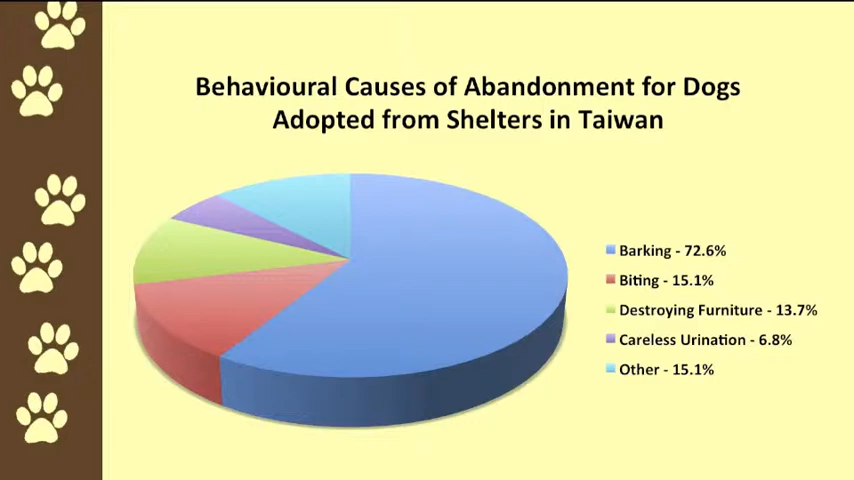 Behavioural Causes of Abandonment for Dogs
Adopted from Shelters in Taiwan
Barking - 72.6%
Biting - 15.1%
Destroying Furniture - 13.7%
Careless Urination - 6.8%
Other - 15.1%